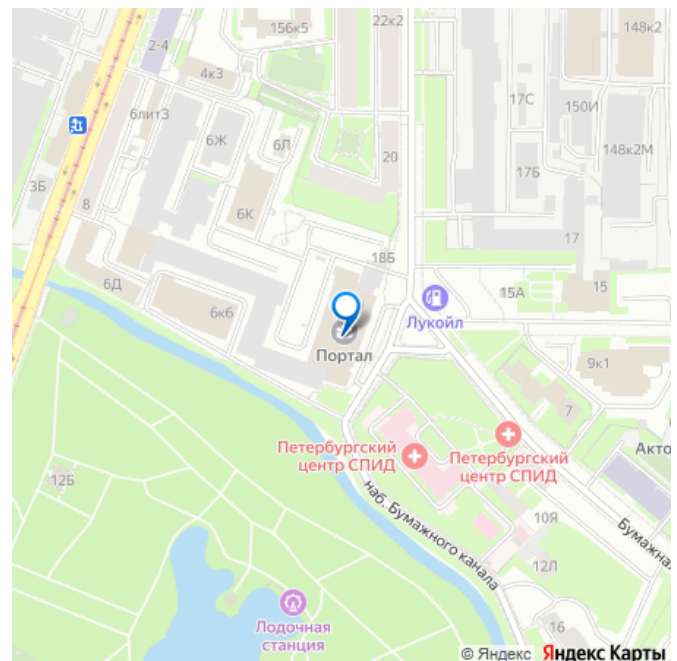 156к5
22к2
148к2
2-4
4к3
17С
150И
6литЗ
6Ж
6Л
148к2М
20
17Б
3Б
8
6К
17
18Б
6Д
15А
15
6к6
Лукойл
Портал
9к1
7
Акто
Петербургский
центр СПИД
Петербургский
центр СПИД
12Б
10Я
наб. Бумажного канала
Бумажная
12Л
16
Лодочная
станция
© Яндекс Яндекс Карты